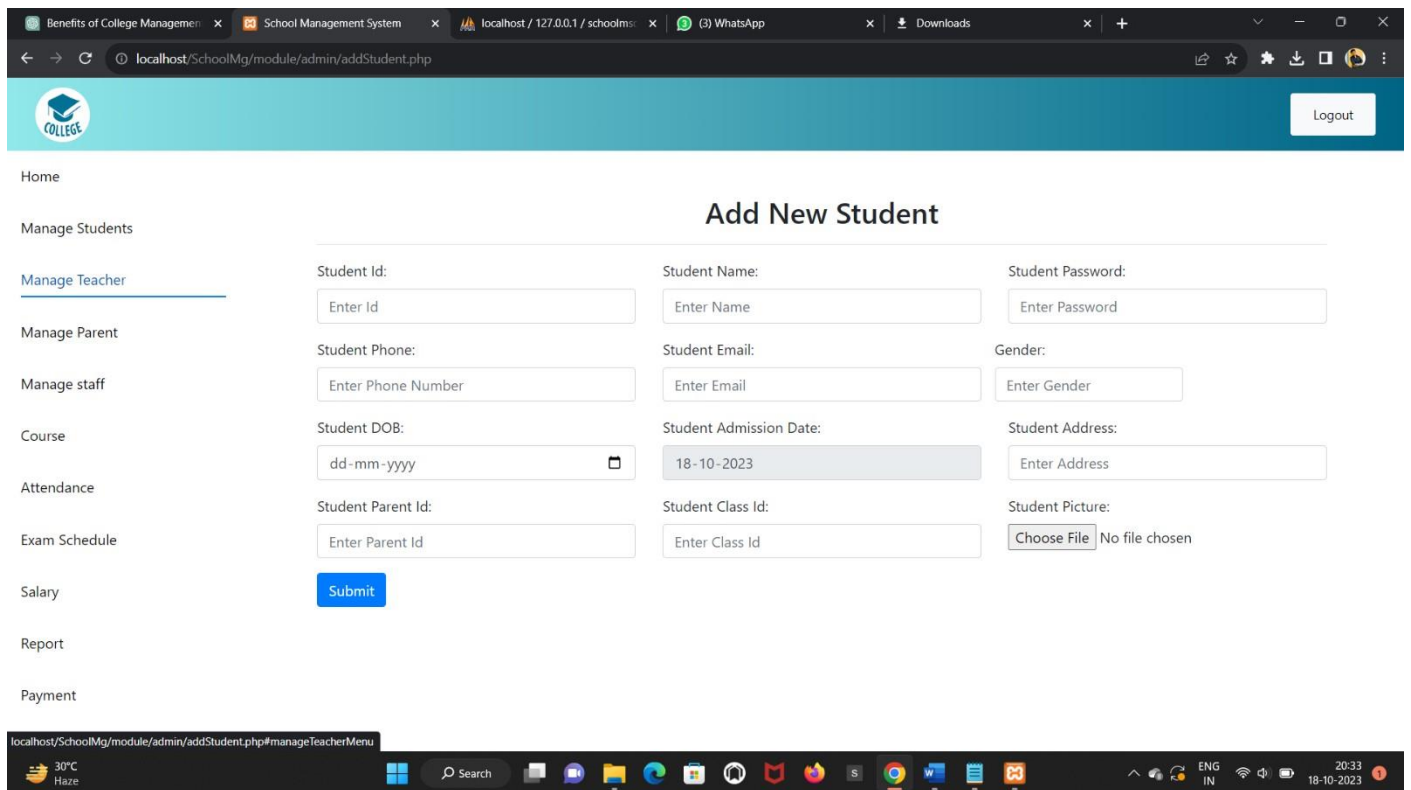 Benefits of College Managemen
School Management System
localhost / 127.0.0.1 / schoolmsc
(3) WhatsApp
Downloads
localhost/SchoolMg/module/admin/addStudent.php
COLLEGE
Logout
Home
Manage Students
Manage Teacher
Manage Parent
Manage staff
Course
Attendance
Exam Schedule
Salary
Report
Payment
Add New Student
Student Id:
Enter Id
Student Name:
Enter Name
Student Password:
Enter Password
Student Phone:
Enter Phone Number
Student Email:
Enter Email
Gender:
Enter Gender
Student DOB:
dd-mm-yyyy
Student Admission Date:
18-10-2023
Student Address:
Enter Address
Student Parent Id:
Enter Parent Id
Student Class Id:
Enter Class Id
Student Picture:
Choose File No file chosen
Submit
localhost/SchoolMg/module/admin/addStudent.php#manageTeacherMenu
30°C
Haze
Search
S
W
ENG
IN
20:33
18-10-2023
1